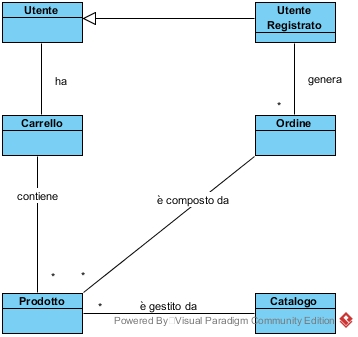 Utente
Utente
Registrato
ha
genera
*
Carrello
Ordine
contiene
è composto da
*
*
Prodotto
*
è gestito da
Catalogo
Powered By Visual Paradigm Community Edition